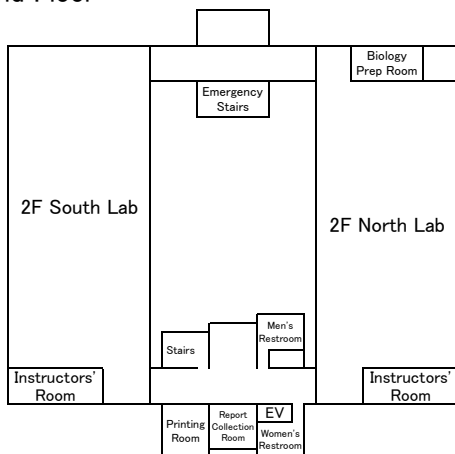 Biology
Prep Room
Emergency
Stairs
2F South Lab
2F North Lab
Men's
Restroom
Stairs
Instructors'
Room
Instructors'
Room
Printing
Room
Report
Collection
Room
EV
Women's
Restroom